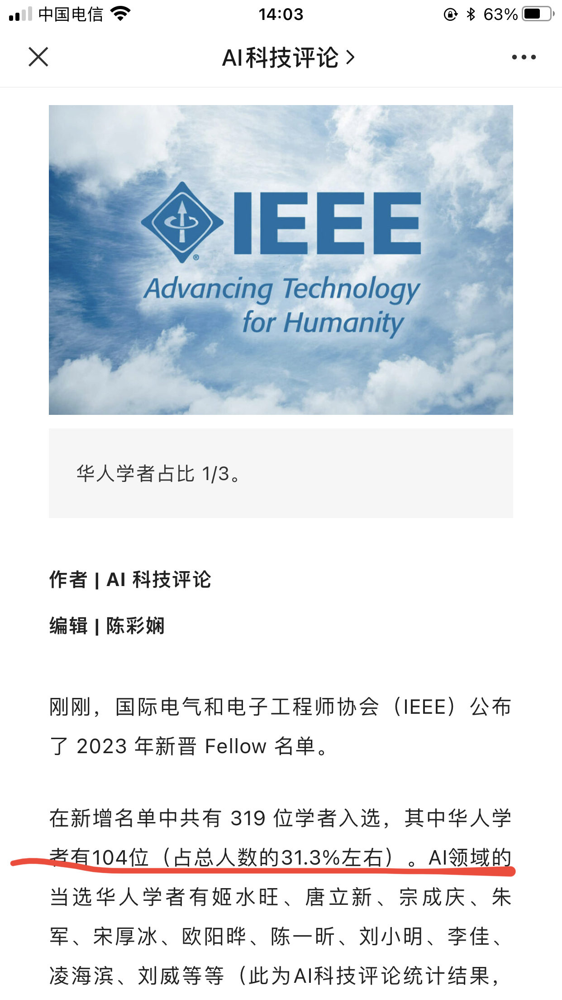 中国电信
14:03
63%
AI科技评论
IEEE
®
Advancing Technology
for Humanity
华人学者占比 1/3。
作者 | AI 科技评论
编辑 | 陈彩娴
刚刚，国际电气和电子工程师协会（IEEE）公布
了 2023 年新晋 Fellow 名单。
在新增名单中共有 319 位学者入选，其中华人学
者有104位（占总人数的31.3%左右）。AI领域的
当选华人学者有姬水旺、唐立新、宗成庆、朱
军、宋厚冰、欧阳晔、陈一昕、刘小明、李佳、
凌海滨、刘威等等（此为AI科技评论统计结果，